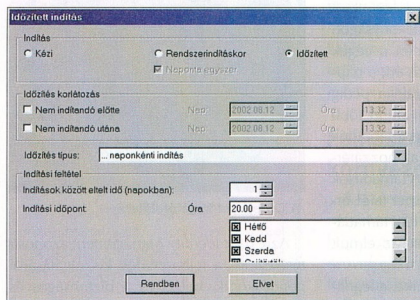 Időzített indítás
Indítás
Kézi Rendszerindításkor Időzített
Naponta egyszer
Időzítés korlátozás
Nem indítandó előtte Nap: 2002.08.12 Óra: 13.32
Nem indítandó utána Nap: 2002.08.12 Óra: 13.32
Időzítés típus: ... naponkénti indítás
Indítási feltétel
Indítások között eltelt idő (napokban): 1
Indítási időpont: Óra 20.00
Hétfő
Kedd
Szerda
Rendben Elvet